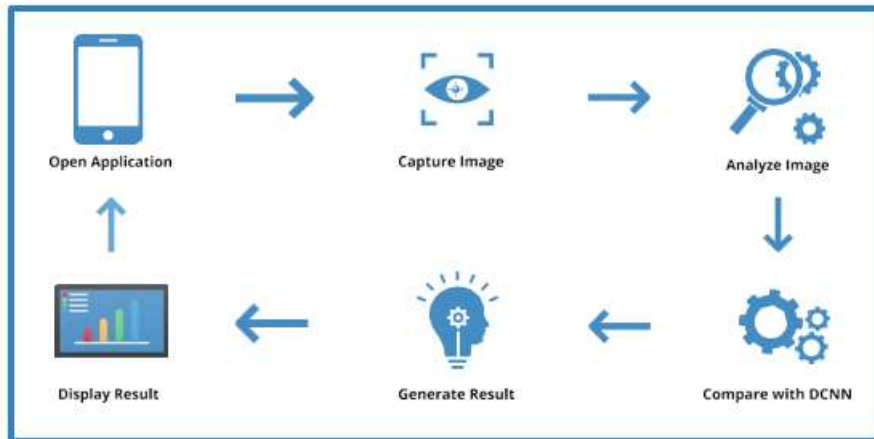 Open Application
Capture Image
Analyze Image
Display Result
Generate Result
Compare with DCNN